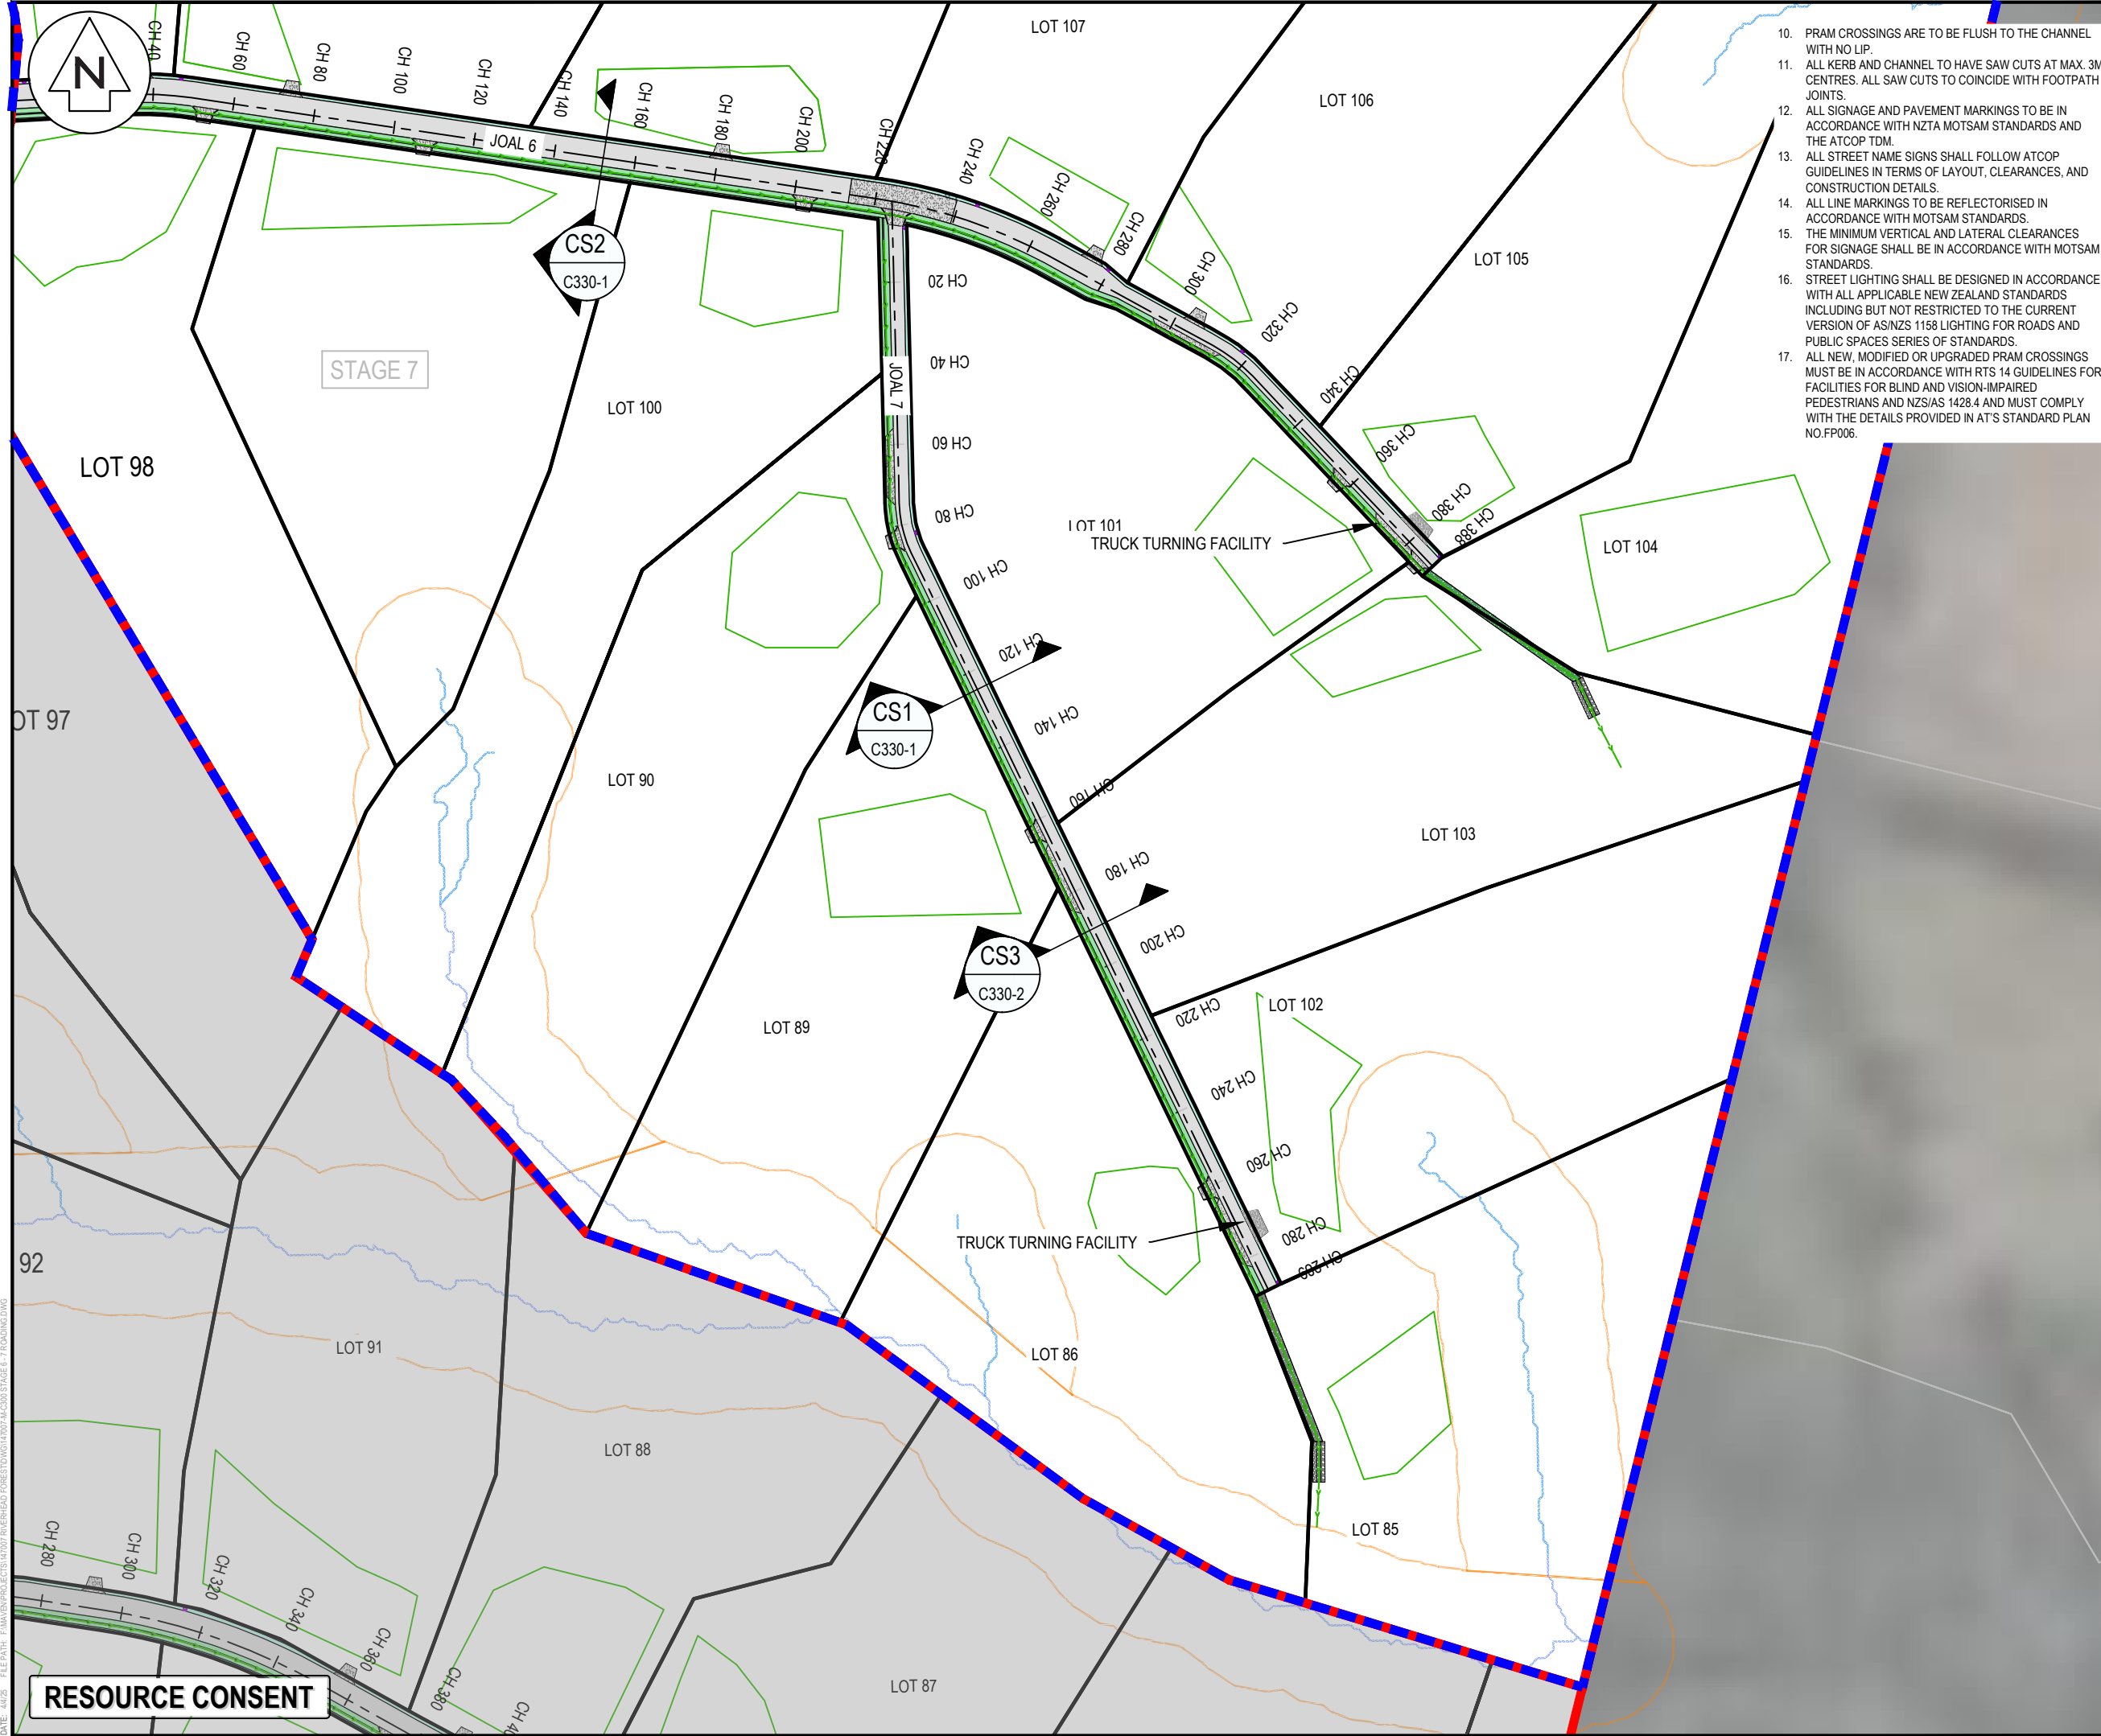 N
CH 40
CH 60
CH 80
CH 100
CH 120
CH 140
CH 160
CH 180
CH 200
CH 220
CH 240
CH 260
CH 280
CH 300
CH 320
CH 340
CH 360
CH 380
CH 388
JOAL 6
LOT 107
LOT 106
LOT 105
LOT 104
10. PRAM CROSSINGS ARE TO BE FLUSH TO THE CHANNEL
WITH NO LIP.
11. ALL KERB AND CHANNEL TO HAVE SAW CUTS AT MAX. 3M
CENTRES. ALL SAW CUTS TO COINCIDE WITH FOOTPATH
JOINTS.
12. ALL SIGNAGE AND PAVEMENT MARKINGS TO BE IN
ACCORDANCE WITH NZTA MOTSAM STANDARDS AND
THE ATCOP TDM.
13. ALL STREET NAME SIGNS SHALL FOLLOW ATCOP
GUIDELINES IN TERMS OF LAYOUT, CLEARANCES, AND
CONSTRUCTION DETAILS.
14. ALL LINE MARKINGS TO BE REFLECTORISED IN
ACCORDANCE WITH MOTSAM STANDARDS.
15. THE MINIMUM VERTICAL AND LATERAL CLEARANCES
FOR SIGNAGE SHALL BE IN ACCORDANCE WITH MOTSAM
STANDARDS.
16. STREET LIGHTING SHALL BE DESIGNED IN ACCORDANCE
WITH ALL APPLICABLE NEW ZEALAND STANDARDS
INCLUDING BUT NOT RESTRICTED TO THE CURRENT
VERSION OF AS/NZS 1158 LIGHTING FOR ROADS AND
PUBLIC SPACES SERIES OF STANDARDS.
17. ALL NEW, MODIFIED OR UPGRADED PRAM CROSSINGS
MUST BE IN ACCORDANCE WITH RTS 14 GUIDELINES FOR
FACILITIES FOR BLIND AND VISION-IMPAIRED
PEDESTRIANS AND NZS/AS 1428.4 AND MUST COMPLY
WITH THE DETAILS PROVIDED IN AT'S STANDARD PLAN
NO.FP006.
CS2
C330-1
STAGE 7
LOT 98
LOT 100
JOAL 7
CH 20
CH 40
CH 60
CH 80
CH 100
CH 120
CH 140
CH 160
CH 180
CH 200
CH 220
CH 240
CH 260
CH 280
LOT 101
TRUCK TURNING FACILITY
CS1
C330-1
OT 97
LOT 90
LOT 103
CS3
C330-2
LOT 102
LOT 89
TRUCK TURNING FACILITY
92
LOT 91
LOT 86
LOT 88
LOT 85
LOT 87
CH 280
CH 300
CH 320
CH 340
CH 360
CH 380
RESOURCE CONSENT